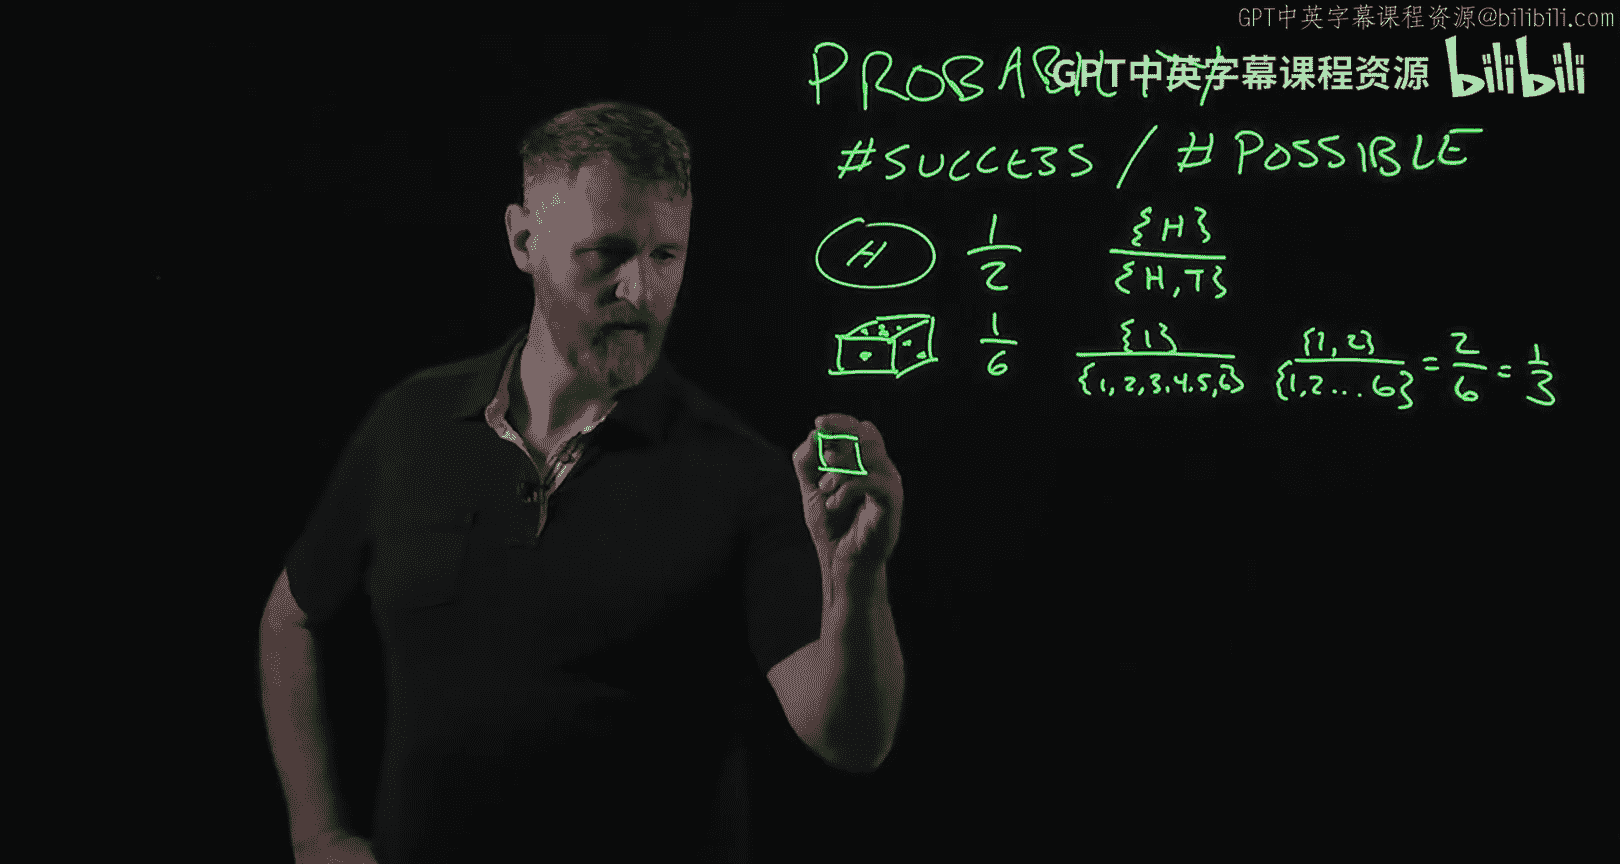 GPT中英字幕课程资源@bilibili.com
PROBABILITY
GPT中英字幕课程资源 bilibili
#SUCCESS / #POSSIBLE
H 1/2 {H}/{H,T}
1/6 {1}/{1,2,3,4,5,6} {1,2}/{1,2...6} = 2/6 = 1/3